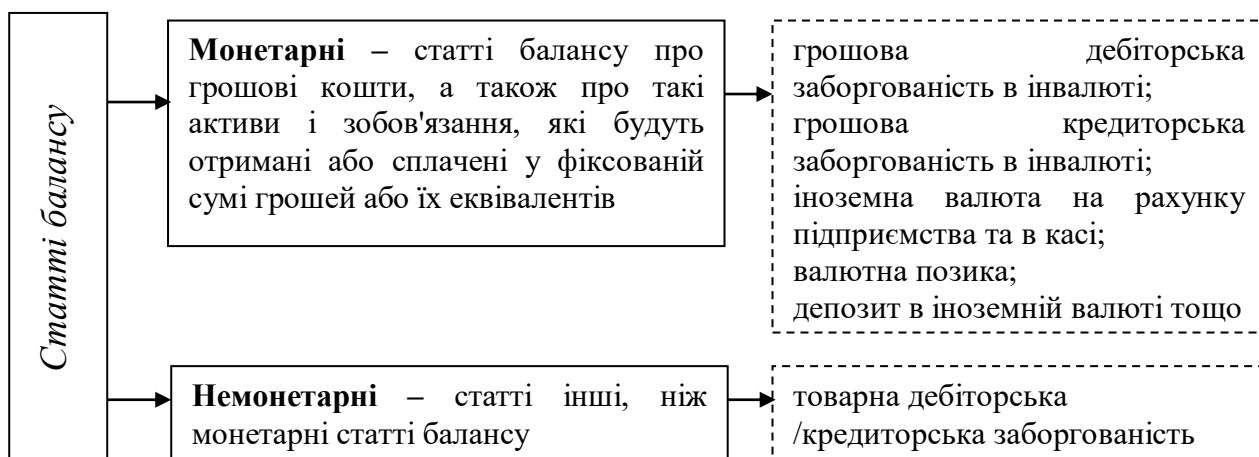 Статті балансу
Монетарні – статті балансу про
грошові кошти, а також про такі
активи і зобов'язання, які будуть
отримані або сплачені у фіксованій
сумі грошей або їх еквівалентів
грошова дебіторська
заборгованість в інвалюті;
грошова кредиторська
заборгованість в інвалюті;
іноземна валюта на рахунку
підприємства та в касі;
валютна позика;
депозит в іноземній валюті тощо
Немонетарні – статті інші, ніж
монетарні статті балансу
товарна дебіторська
/кредиторська заборгованість